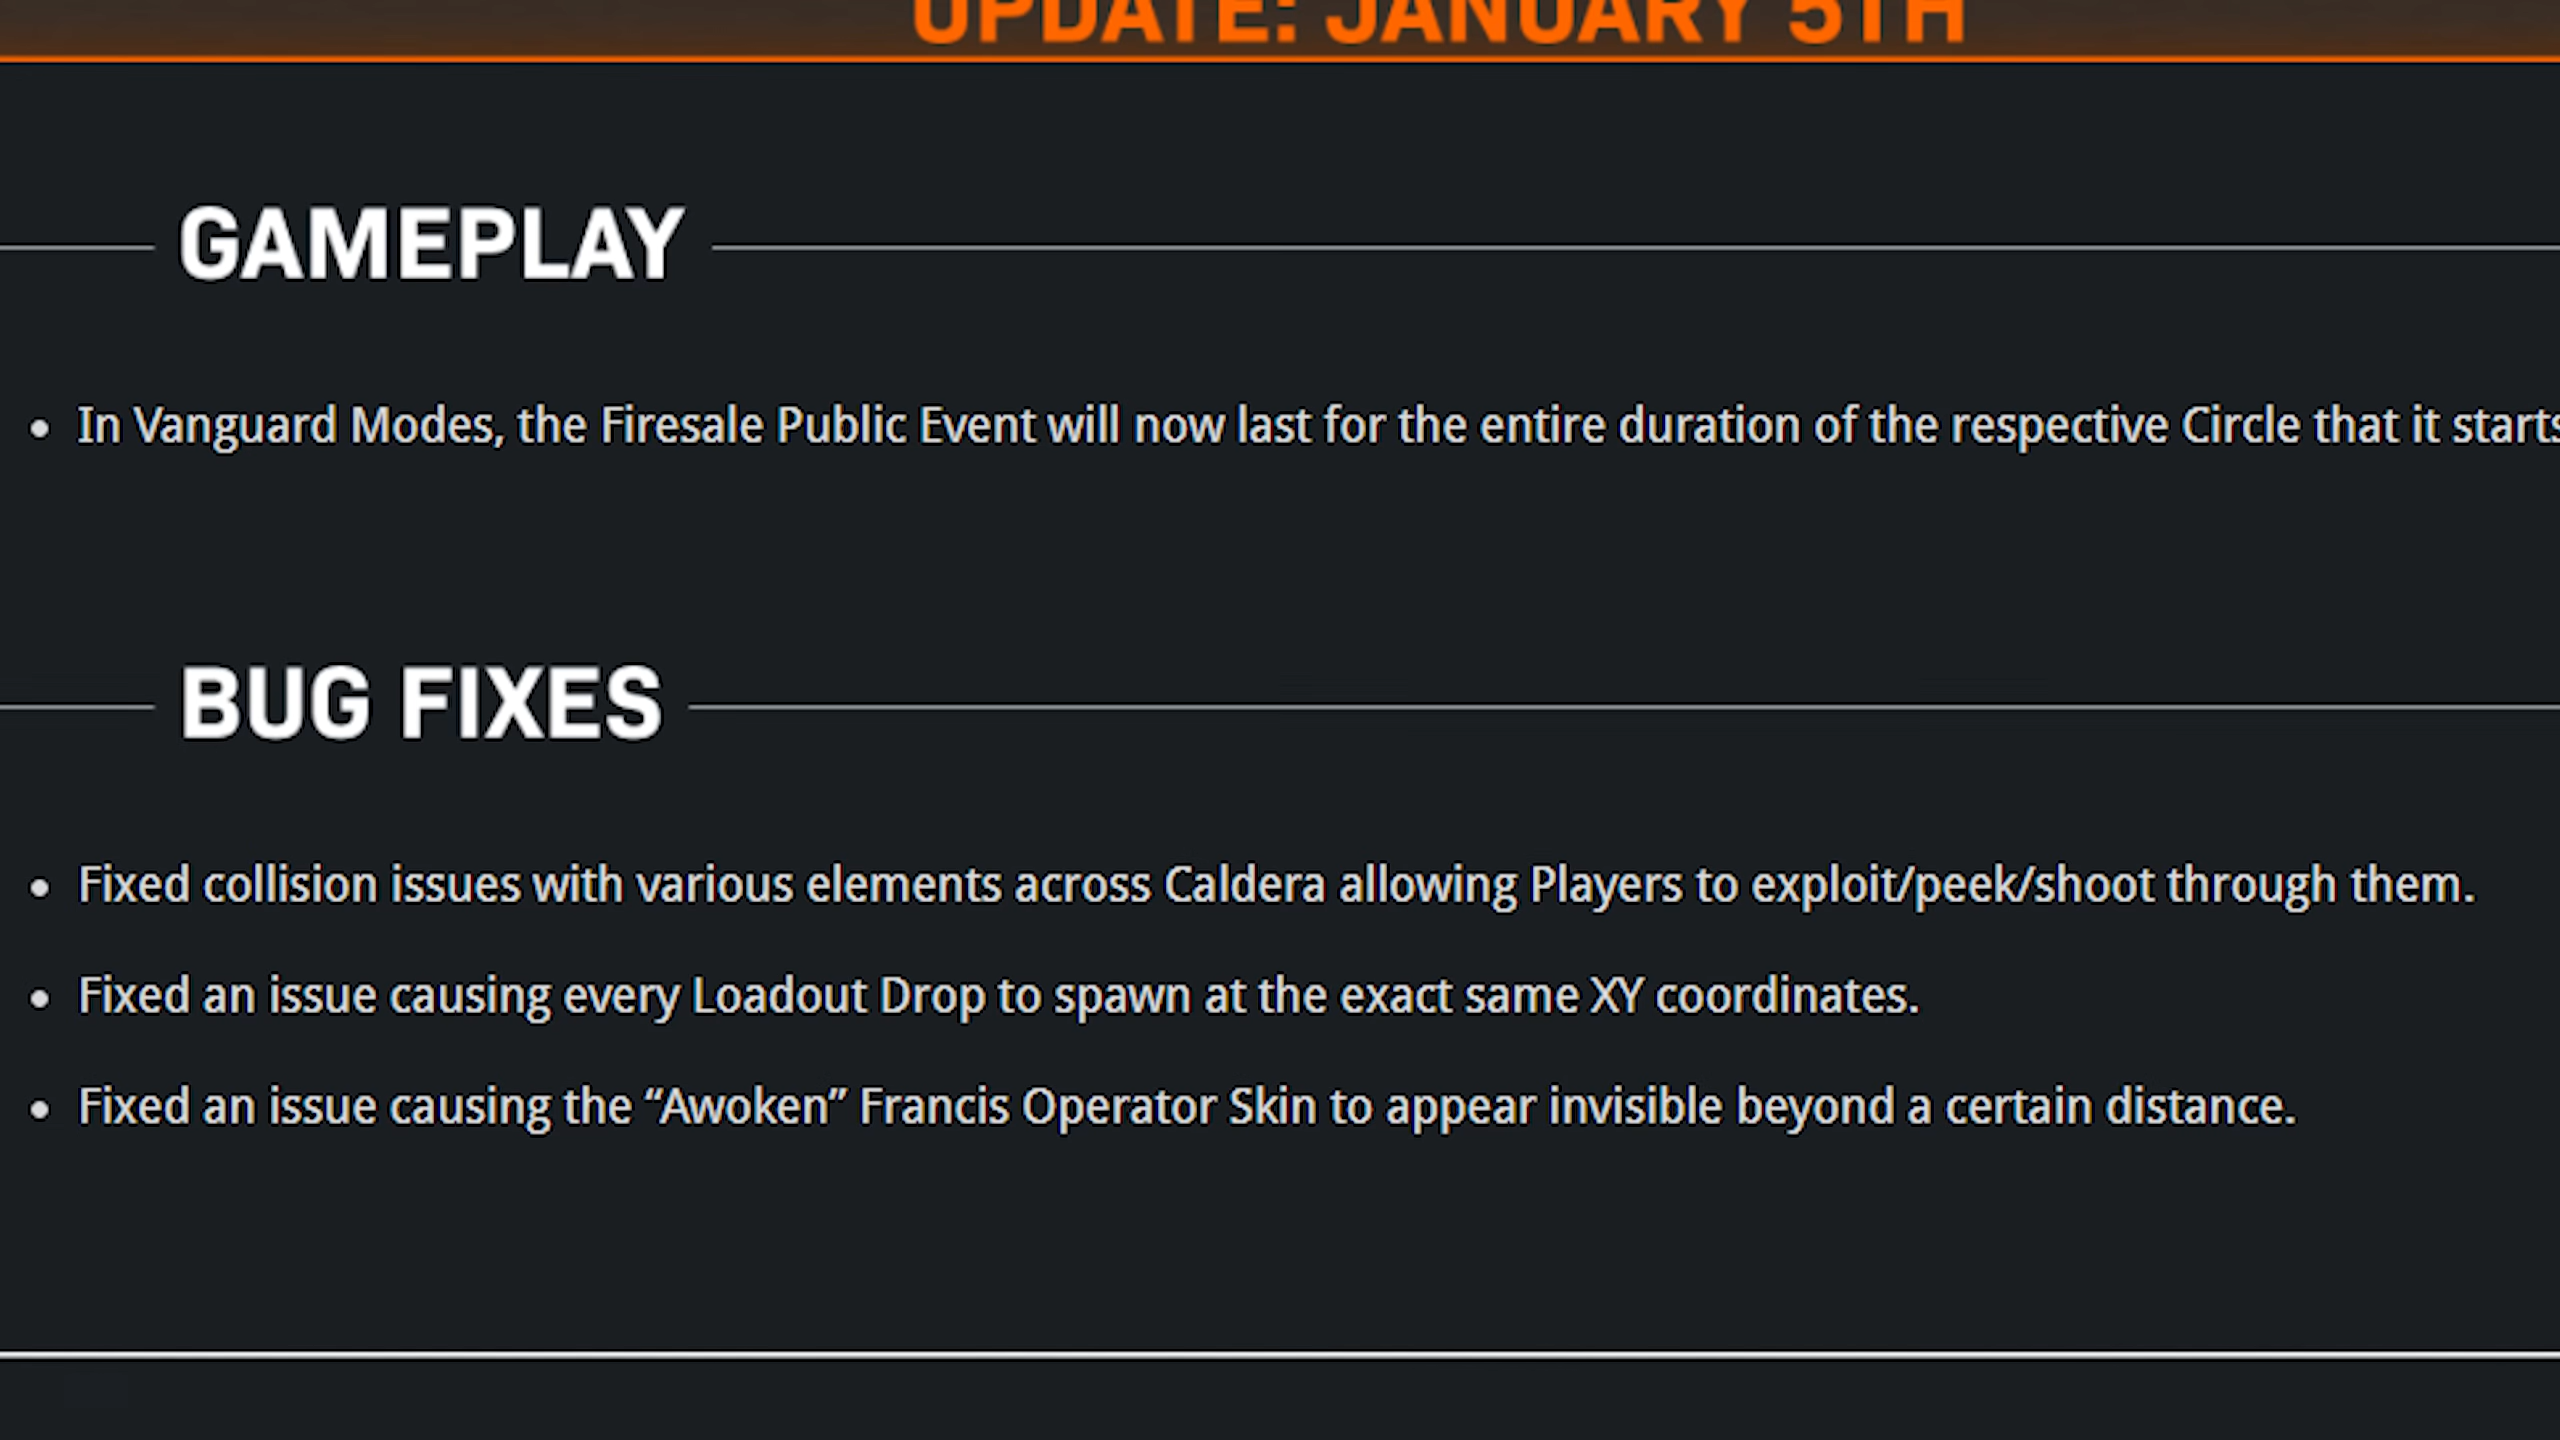 UPDATE: JANUARY 5TH
GAMEPLAY
• In Vanguard Modes, the Firesale Public Event will now last for the entire duration of the respective Circle that it starts
BUG FIXES
• Fixed collision issues with various elements across Caldera allowing Players to exploit/peek/shoot through them.
• Fixed an issue causing every Loadout Drop to spawn at the exact same XY coordinates.
• Fixed an issue causing the “Awoken” Francis Operator Skin to appear invisible beyond a certain distance.